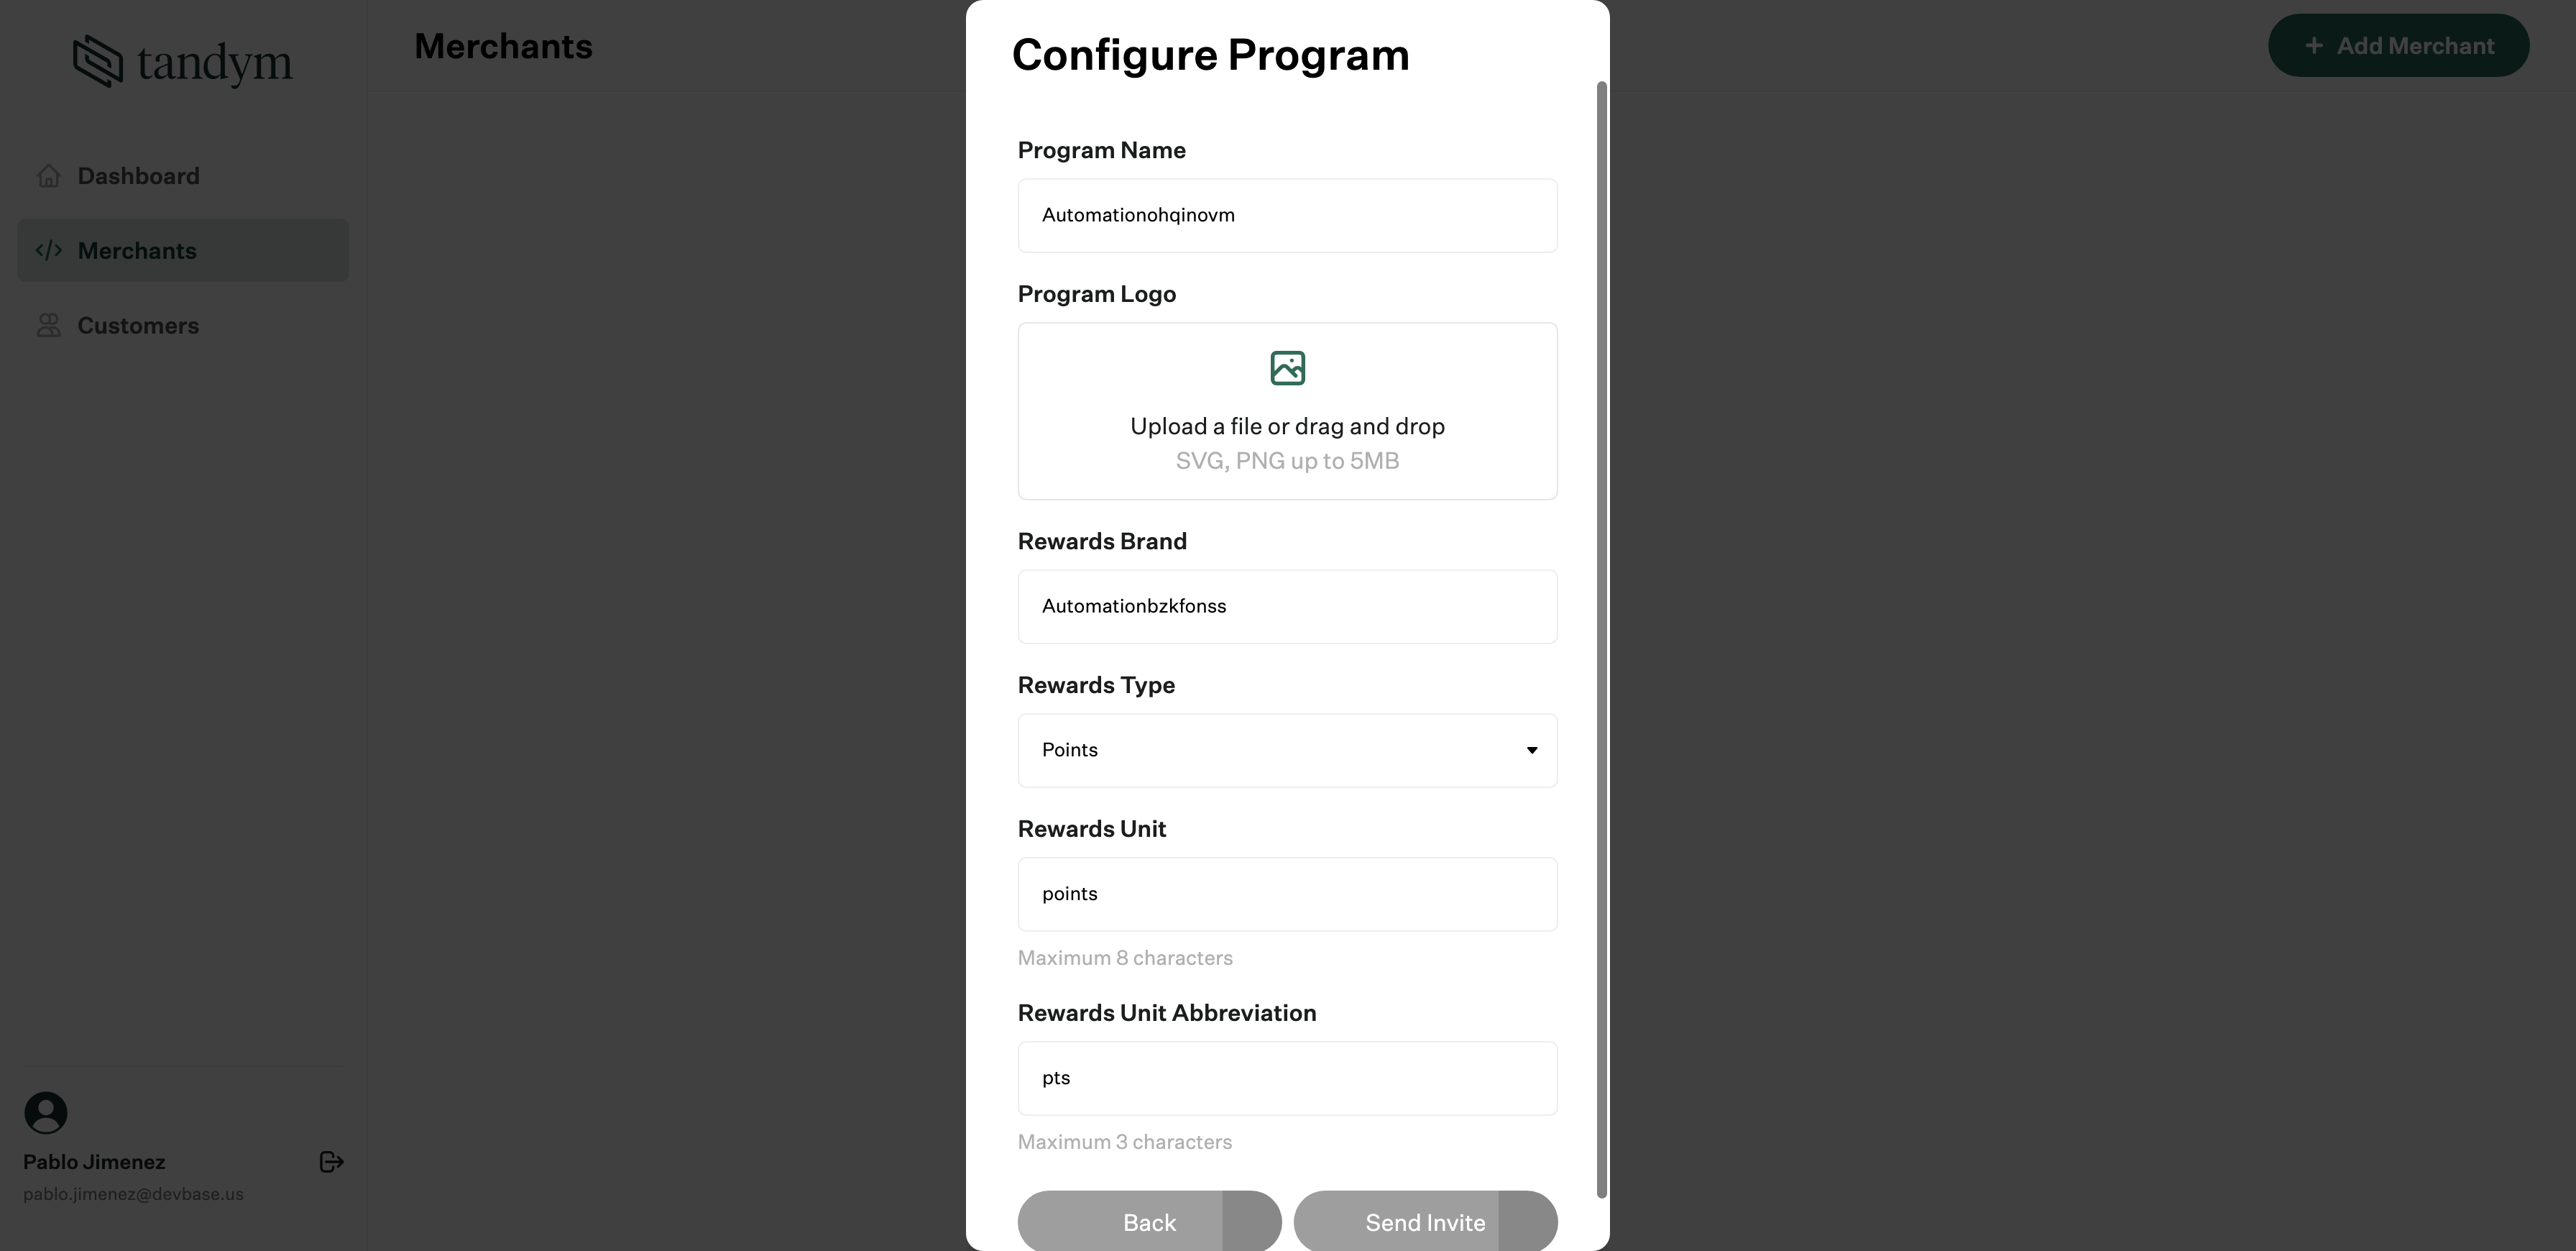 tandym
Dashboard
Merchants
Customers
Pablo Jimenez
pablo.jimenez@devbase.us
Merchants
+ Add Merchant
Configure Program
Program Name
Automationohqinovm
Program Logo
Upload a file or drag and drop
SVG, PNG up to 5MB
Rewards Brand
Automationbzkfonss
Rewards Type
Points
Rewards Unit
points
Maximum 8 characters
Rewards Unit Abbreviation
pts
Maximum 3 characters
Back
Send Invite